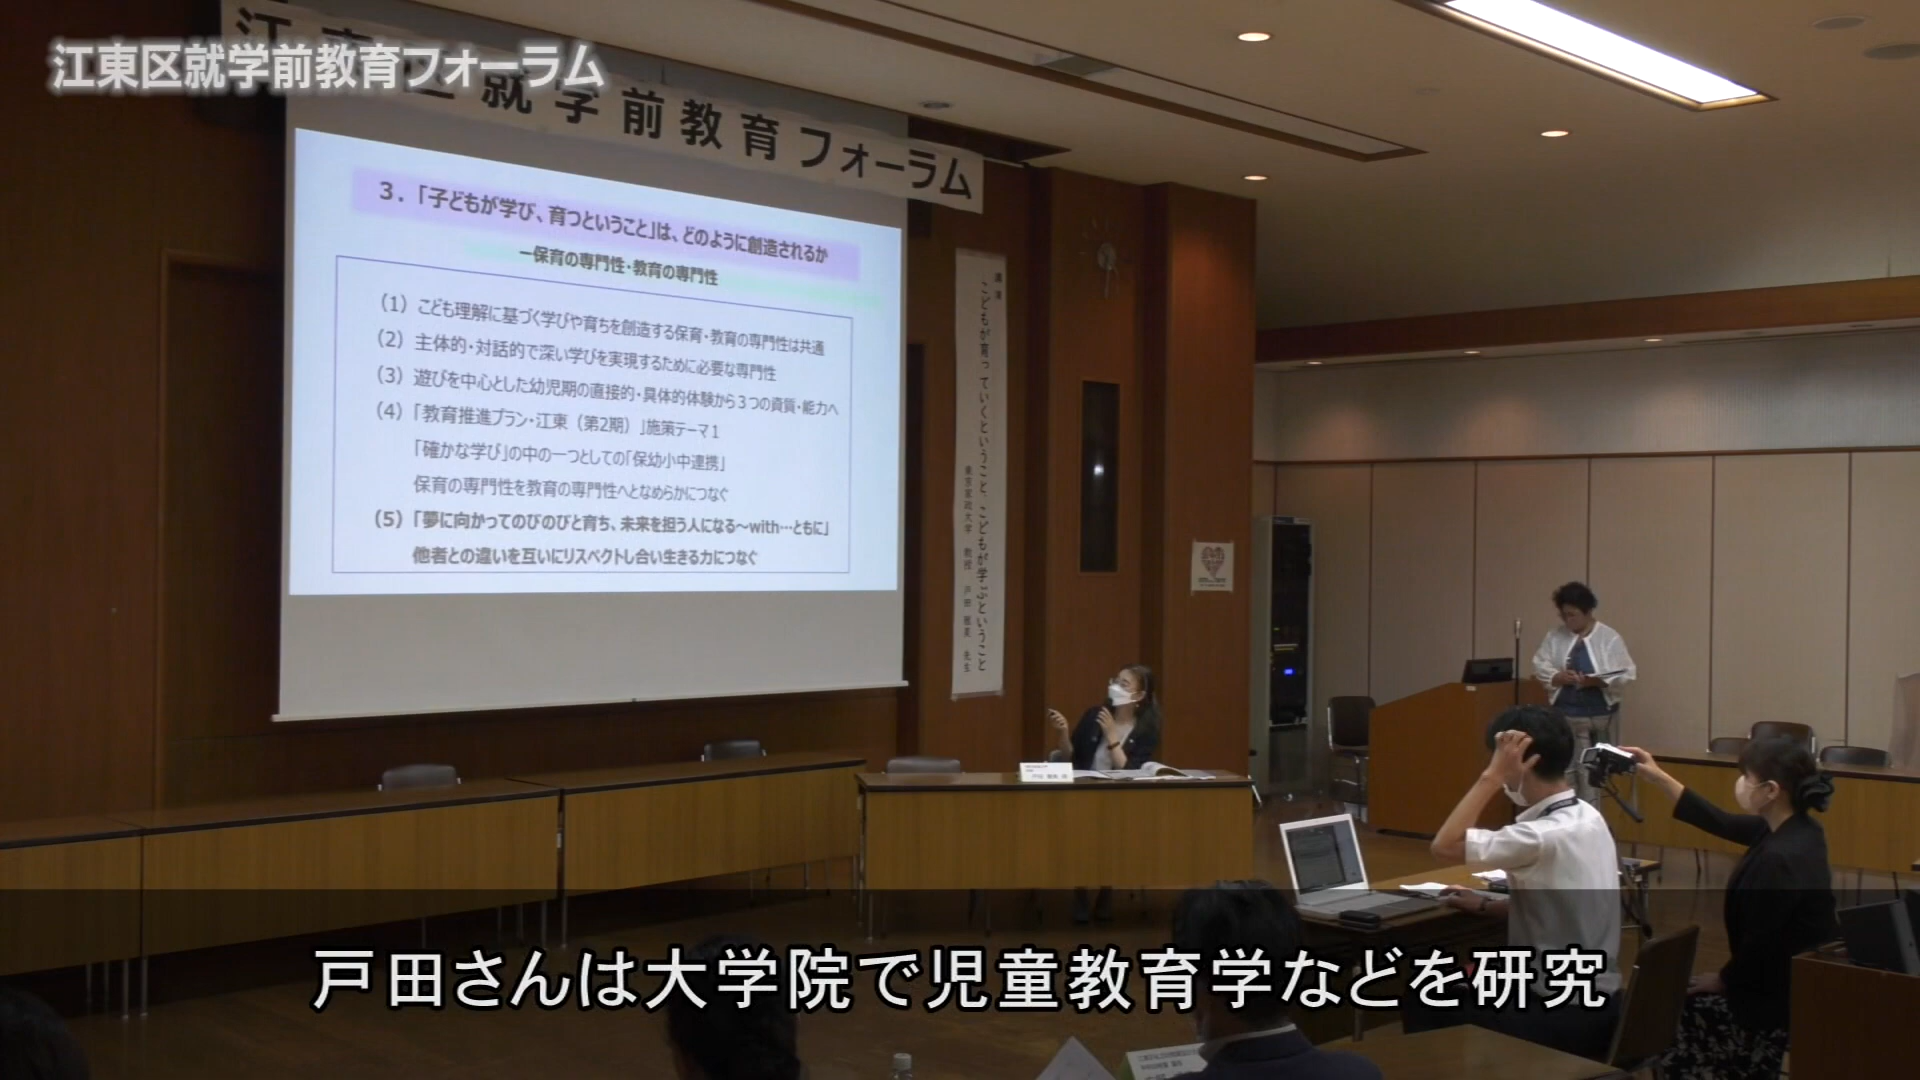 江東区就学前教育フォーラム
就学前教育フォーラム
3.「子どもが学び、育つということ」は、どのように創造されるか
ー保育の専門性・教育の専門性
(1) こども理解に基づく学びや育ちを創造する保育・教育の専門性は共通
(2) 主体的・対話的で深い学びを実現するために必要な専門性
(3) 遊びを中心とした幼児期の直接的・具体的体験から3つの資質・能力へ
(4)「教育推進プラン・江東（第2期）」施策テーマ1
「確かな学び」の中の一つとしての「保幼小中連携」
保育の専門性を教育の専門性へとなめらかにつなぐ
(5)「夢に向かってのびのびと育ち、未来を担う人になる～with…ともに」
他者との違いを互いにリスペクトし合い生きる力につなぐ
講演
こどもが育っていくということ、こどもが学ぶということ
東京家政大学 教授 戸田 雅美 先生
戸田さんは大学院で児童教育学などを研究